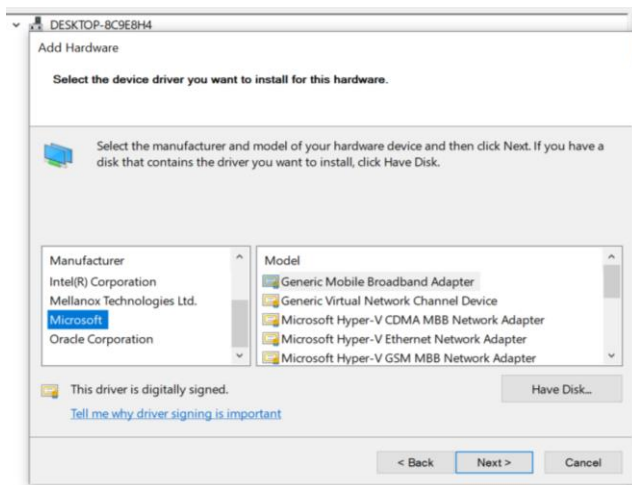 DESKTOP-8C9E8H4
Add Hardware
Select the device driver you want to install for this hardware.
Select the manufacturer and model of your hardware device and then click Next. If you have a
disk that contains the driver you want to install, click Have Disk.
Manufacturer
Intel(R) Corporation
Mellanox Technologies Ltd.
Microsoft
Oracle Corporation
Model
Generic Mobile Broadband Adapter
Generic Virtual Network Channel Device
Microsoft Hyper-V CDMA MBB Network Adapter
Microsoft Hyper-V Ethernet Network Adapter
Microsoft Hyper-V GSM MBB Network Adapter
This driver is digitally signed.
Have Disk...
Tell me why driver signing is important
< Back
Next >
Cancel